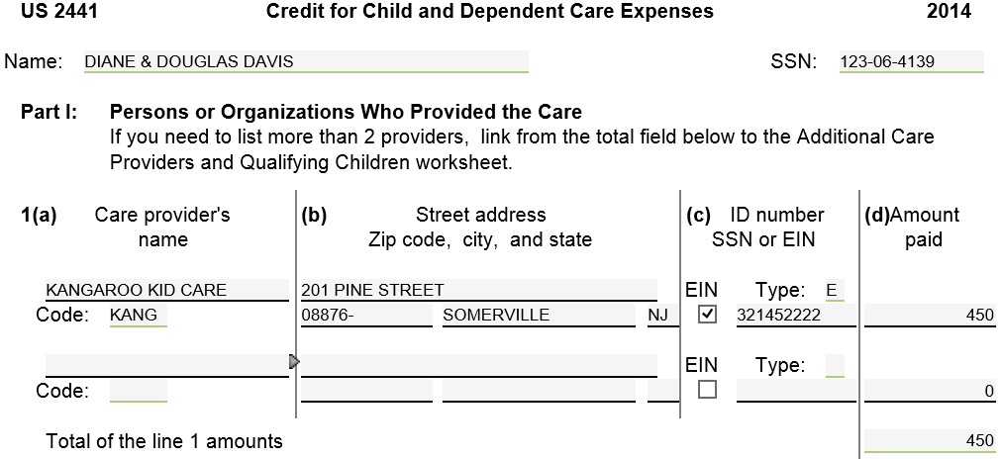 US 2441 Credit for Child and Dependent Care Expenses 2014
Name: DIANE & DOUGLAS DAVIS SSN: 123-06-4139
Part I: Persons or Organizations Who Provided the Care
If you need to list more than 2 providers, link from the total field below to the Additional Care
Providers and Qualifying Children worksheet.
1(a) Care provider's (b) Street address (c) ID number (d)Amount
name Zip code, city, and state SSN or EIN paid
KANGAROO KID CARE 201 PINE STREET EIN Type: E
Code: KANG 08876- SOMERVILLE NJ 321452222 450
EIN Type:
Code: 0
Total of the line 1 amounts 450